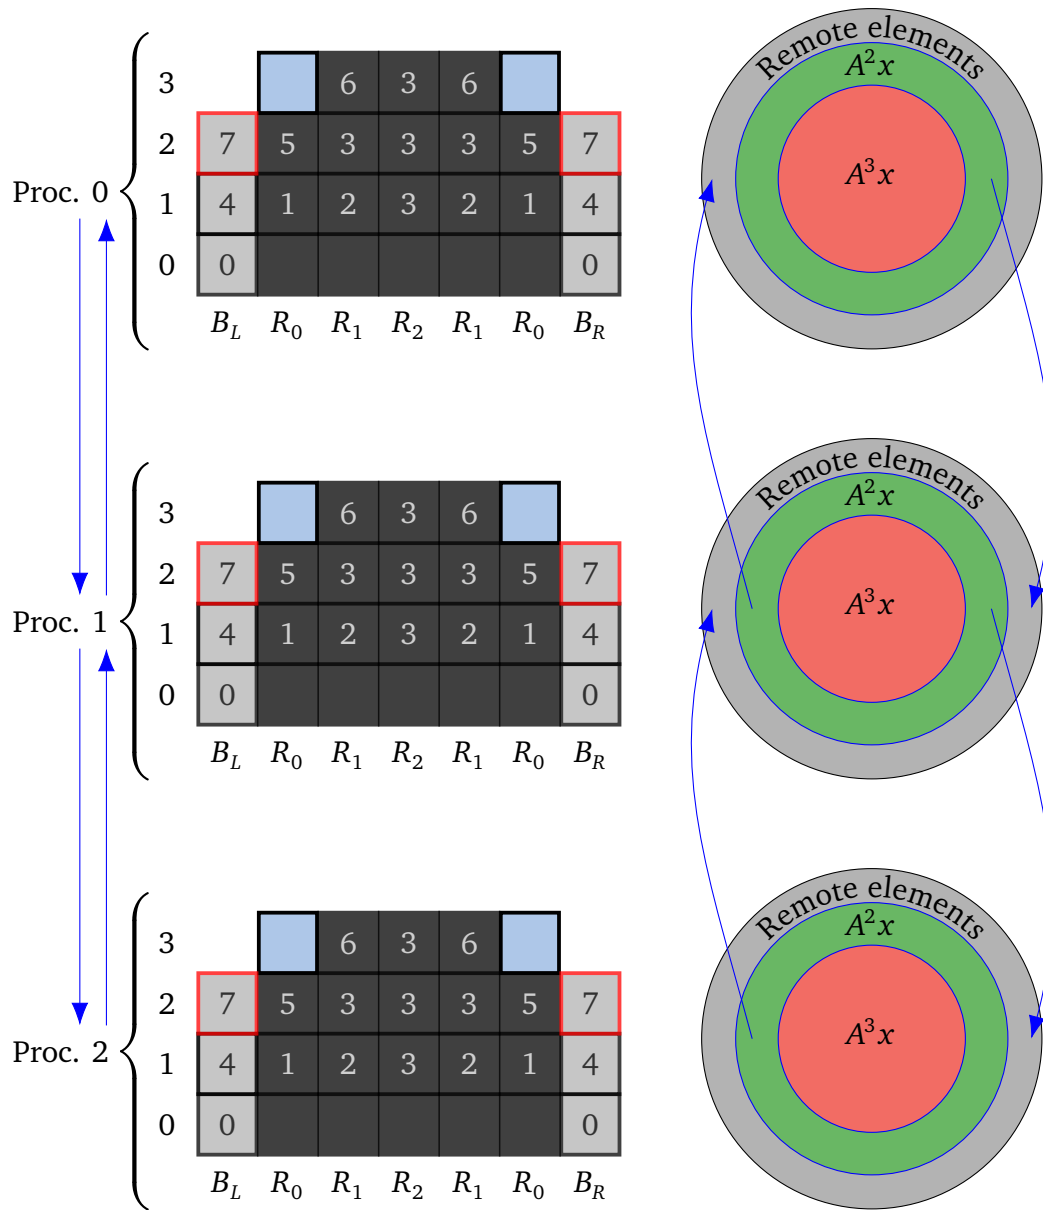 Remote elements
3 6 3 6 A²x
2 7 5 3 3 3 5 7
Proc. 0 A³x
1 4 1 2 3 2 1 4
0 0 0
B_L R_0 R_1 R_2 R_1 R_0 B_R
Remote elements
3 6 3 6 A²x
2 7 5 3 3 3 5 7
Proc. 1 A³x
1 4 1 2 3 2 1 4
0 0 0
B_L R_0 R_1 R_2 R_1 R_0 B_R
Remote elements
3 6 3 6 A²x
2 7 5 3 3 3 5 7
Proc. 2 A³x
1 4 1 2 3 2 1 4
0 0 0
B_L R_0 R_1 R_2 R_1 R_0 B_R